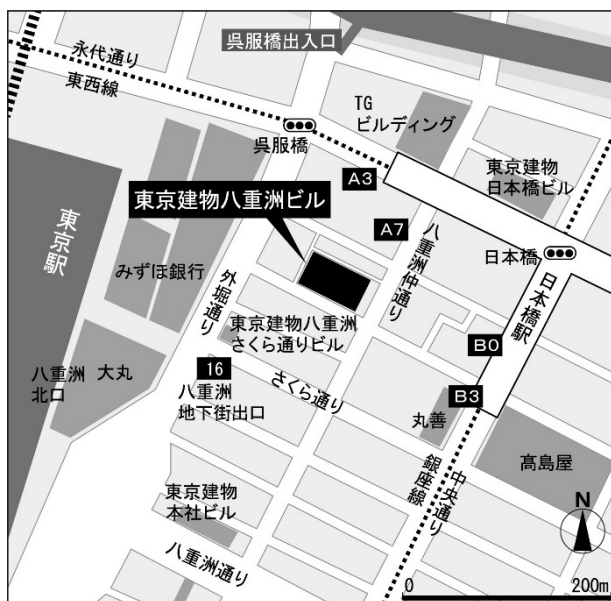 呉服橋出入口
永代通り
東西線
TG
ビルディング
呉服橋
東京建物
日本橋ビル
A3
東京建物八重洲ビル
A7
日本橋
東京駅
みずほ銀行
外堀通り
八重洲仲通り
日本橋駅
東京建物八重洲
さくら通りビル
B0
八重洲
北口
大丸
16
八重洲
地下街出口
さくら通り
B3
丸善
髙島屋
銀座線
中央通り
東京建物
本社ビル
八重洲通り
N
0
200m